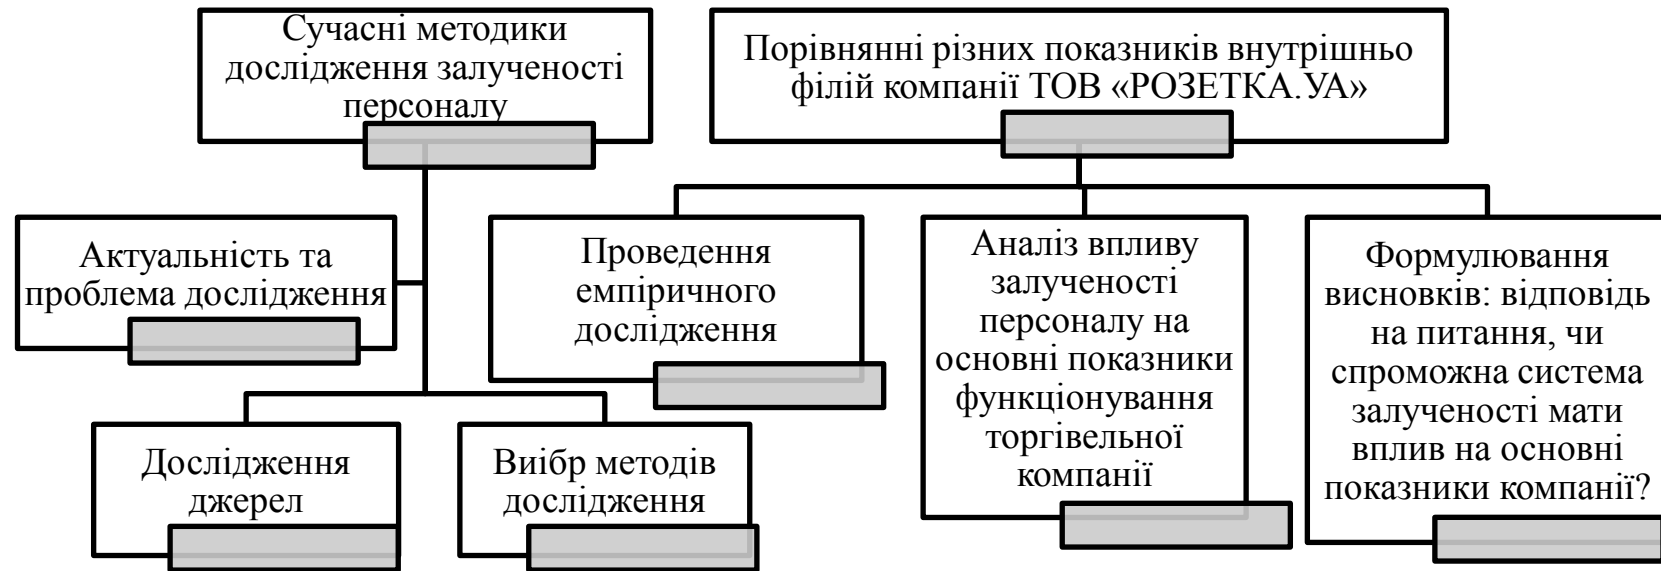 Сучасні методики
дослідження залученості
персоналу
Порівнянні різних показників внутрішньо
філій компанії ТОВ «РОЗЕТКА.УА»
Актуальність та
проблема дослідження
Проведення
емпіричного
дослідження
Аналіз впливу
залученості
персоналу на
основні показники
функціонування
торгівельної
компанії
Формулювання
висновків: відповідь
на питання, чи
спроможна система
залученості мати
вплив на основні
показники компанії?
Дослідження
джерел
Виібр методів
дослідження